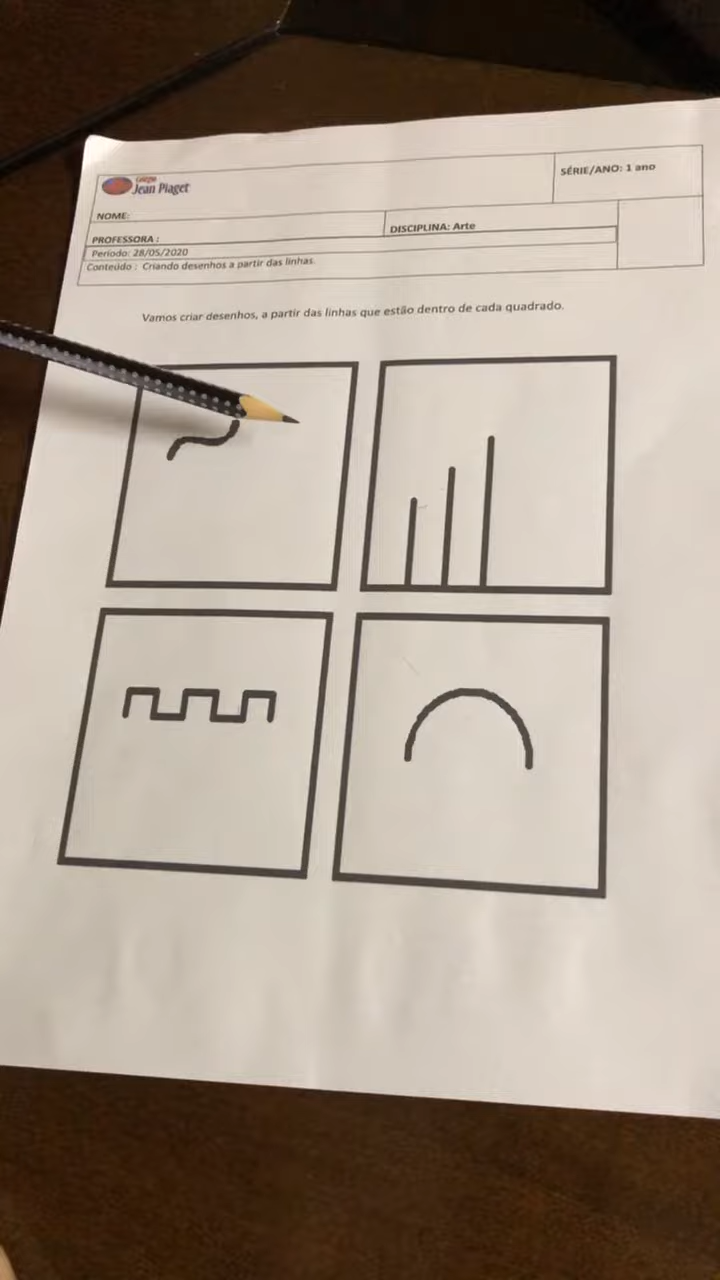 Colégio
Jean Piaget
SÉRIE/ANO: 1 ano
NOME:
PROFESSORA :
DISCIPLINA: Arte
Período: 28/05/2020
Conteúdo : Criando desenhos a partir das linhas.
Vamos criar desenhos, a partir das linhas que estão dentro de cada quadrado.